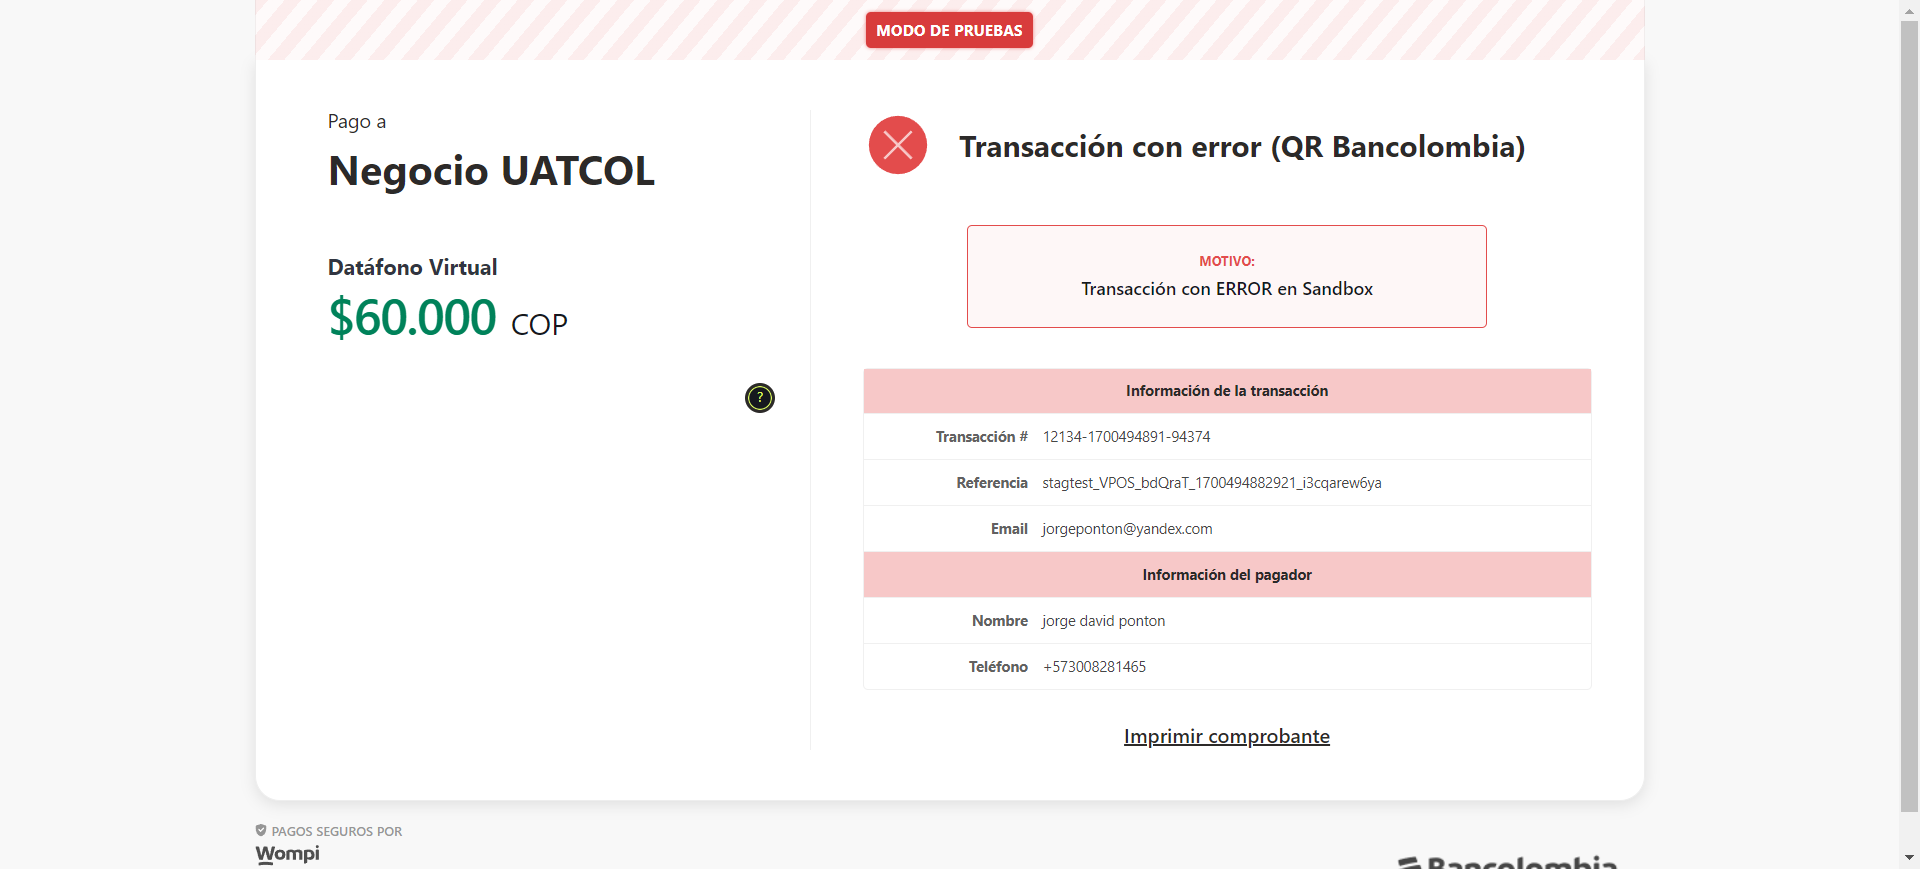 MODO DE PRUEBAS
Pago a
Negocio UATCOL
Datáfono Virtual
$60.000 COP
?
Transacción con error (QR Bancolombia)
MOTIVO:
Transacción con ERROR en Sandbox
Información de la transacción
Transacción # 12134-1700494891-94374
Referencia stagtest_VPOS_bdQraT_1700494882921_i3cqarew6ya
Email jorgeponton@yandex.com
Información del pagador
Nombre jorge david ponton
Teléfono +573008281465
Imprimir comprobante
PAGOS SEGUROS POR
Wompi
Bancolombia